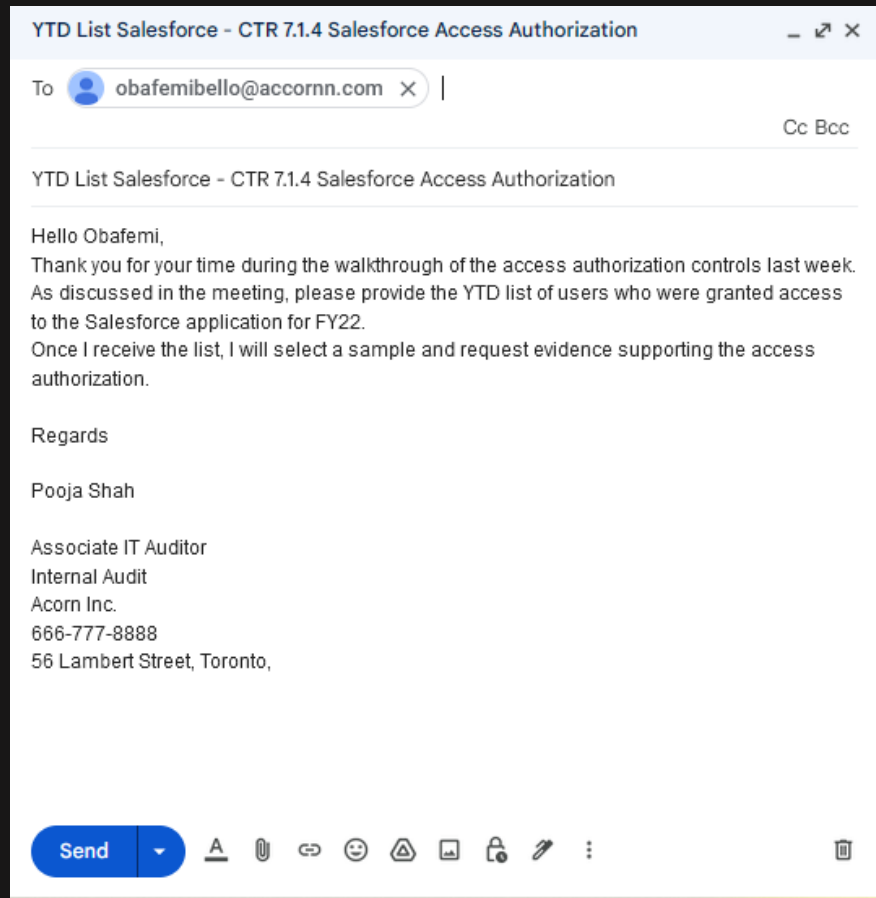 YTD List Salesforce - CTR 7.1.4 Salesforce Access Authorization
To obafemibello@accornn.com
Cc Bcc
YTD List Salesforce - CTR 7.1.4 Salesforce Access Authorization
Hello Obafemi,
Thank you for your time during the walkthrough of the access authorization controls last week.
As discussed in the meeting, please provide the YTD list of users who were granted access
to the Salesforce application for FY22.
Once I receive the list, I will select a sample and request evidence supporting the access
authorization.
Regards
Pooja Shah
Associate IT Auditor
Internal Audit
Acorn Inc.
666-777-8888
56 Lambert Street, Toronto,
Send